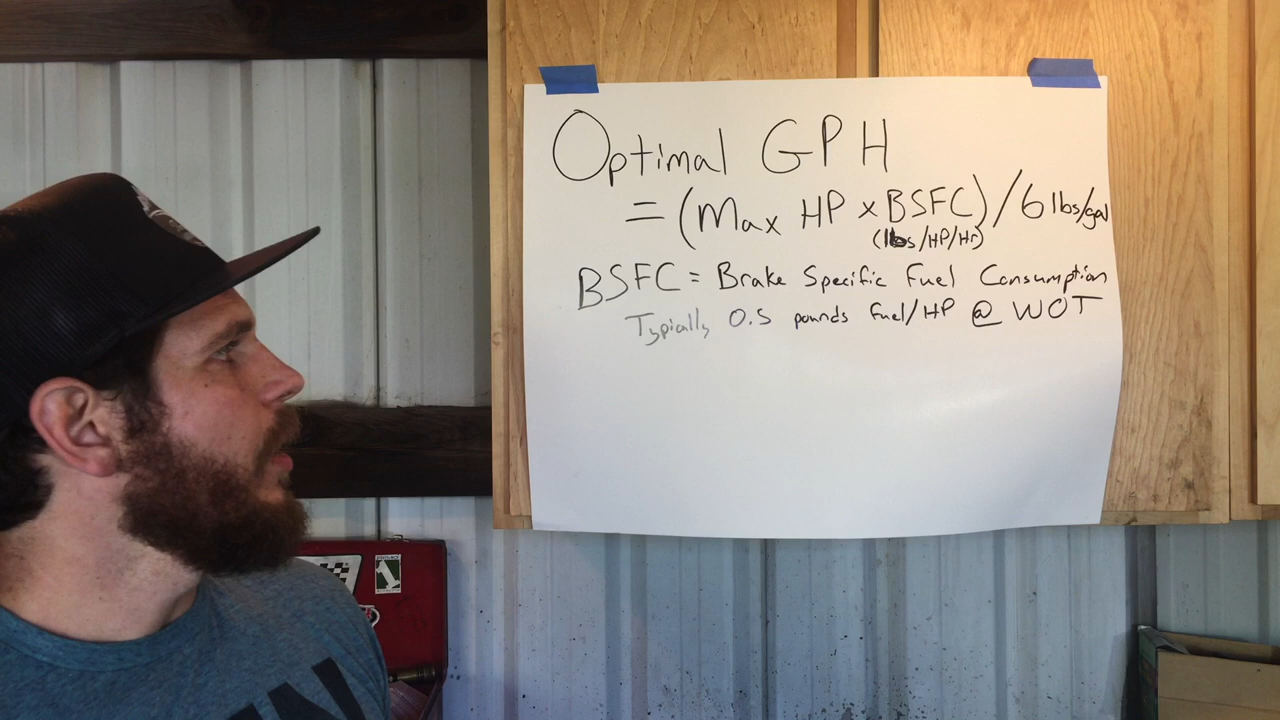 Optimal GPH
= (Max HP x BSFC) / 6 lbs/gal
(lbs/HP/Hr)
BSFC = Brake Specific Fuel Consumption
Typically 0.5 pounds fuel/HP @ WOT